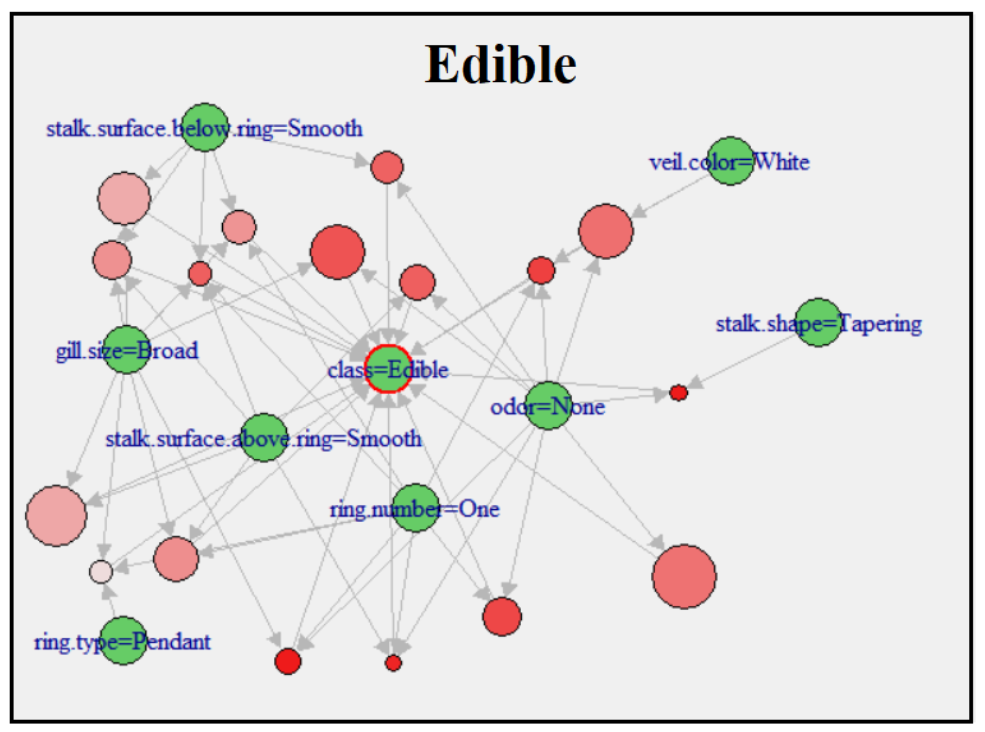 Edible
stalk.surface.below.ring=Smooth
veil.color=White
stalk.shape=Tapering
gill.size=Broad
class=Edible
odor=None
stalk.surface.above.ring=Smooth
ring.number=One
ring.type=Pendant